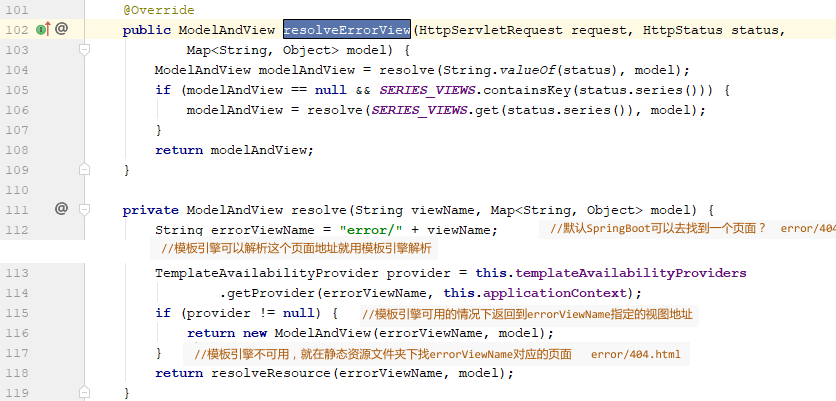 101 @Override
102 @ public ModelAndView resolveErrorView(HttpServletRequest request, HttpStatus status,
103 Map<String, Object> model) {
104 ModelAndView modelAndView = resolve(String.valueOf(status), model);
105 if (modelAndView == null && SERIES_VIEWS.containsKey(status.series())) {
106 modelAndView = resolve(SERIES_VIEWS.get(status.series()), model);
107 }
108 return modelAndView;
109 }
110
111 @ private ModelAndView resolve(String viewName, Map<String, Object> model) {
112 String errorViewName = "error/" + viewName; //默认SpringBoot可以去找到一个页面？ error/404
//模板引擎可以解析这个页面地址就用模板引擎解析
113 TemplateAvailabilityProvider provider = this.templateAvailabilityProviders
114 .getProvider(errorViewName, this.applicationContext);
115 if (provider != null) { //模板引擎可用的情况下返回到errorViewName指定的视图地址
116 return new ModelAndView(errorViewName, model);
117 } //模板引擎不可用，就在静态资源文件夹下找errorViewName对应的页面 error/404.html
118 return resolveResource(errorViewName, model);
119 }